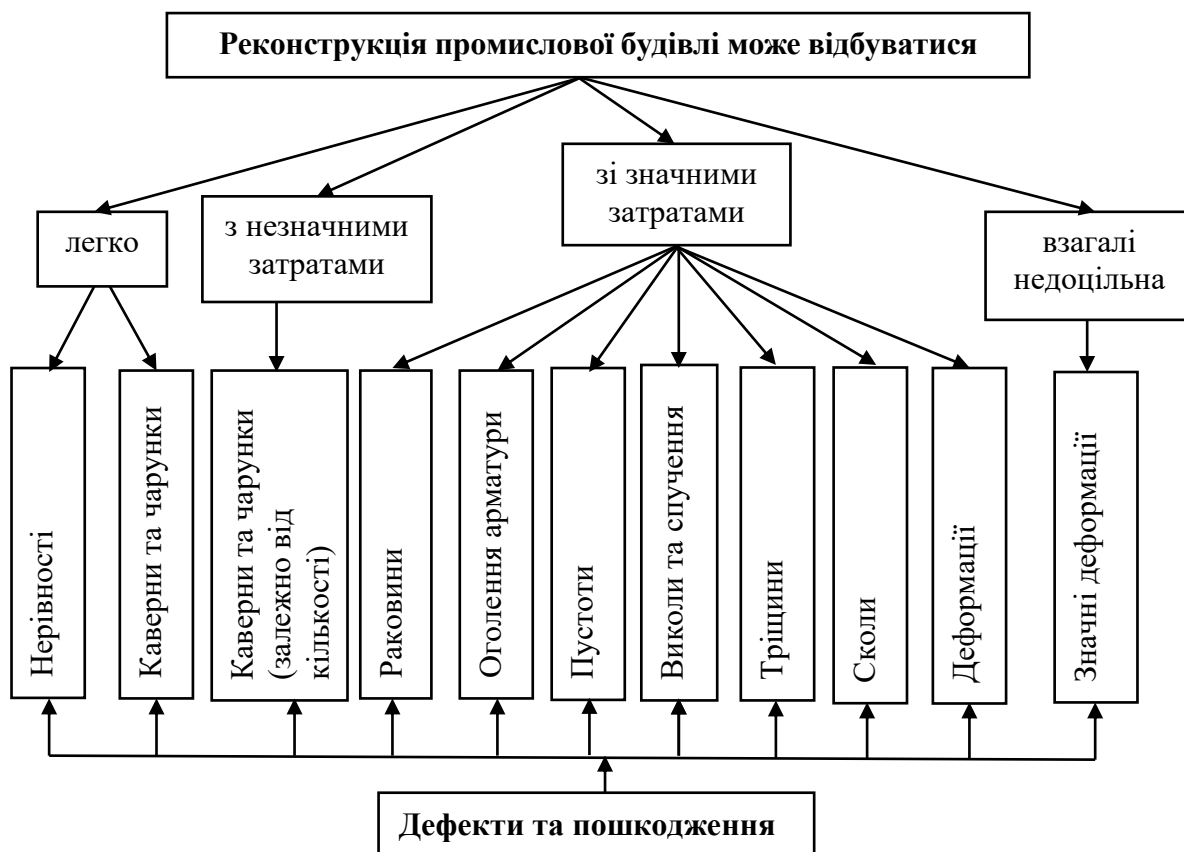 Реконструкція промислової будівлі може відбуватися
легко
з незначними
затратами
зі значними
затратами
взагалі
недоцільна
Нерівності
Каверни та чарунки
Каверни та чарунки
(залежно від
кількості)
Раковини
Оголення арматури
Пустоти
Виколи та спучення
Тріщини
Сколи
Деформації
Значні деформації
Дефекти та пошкодження